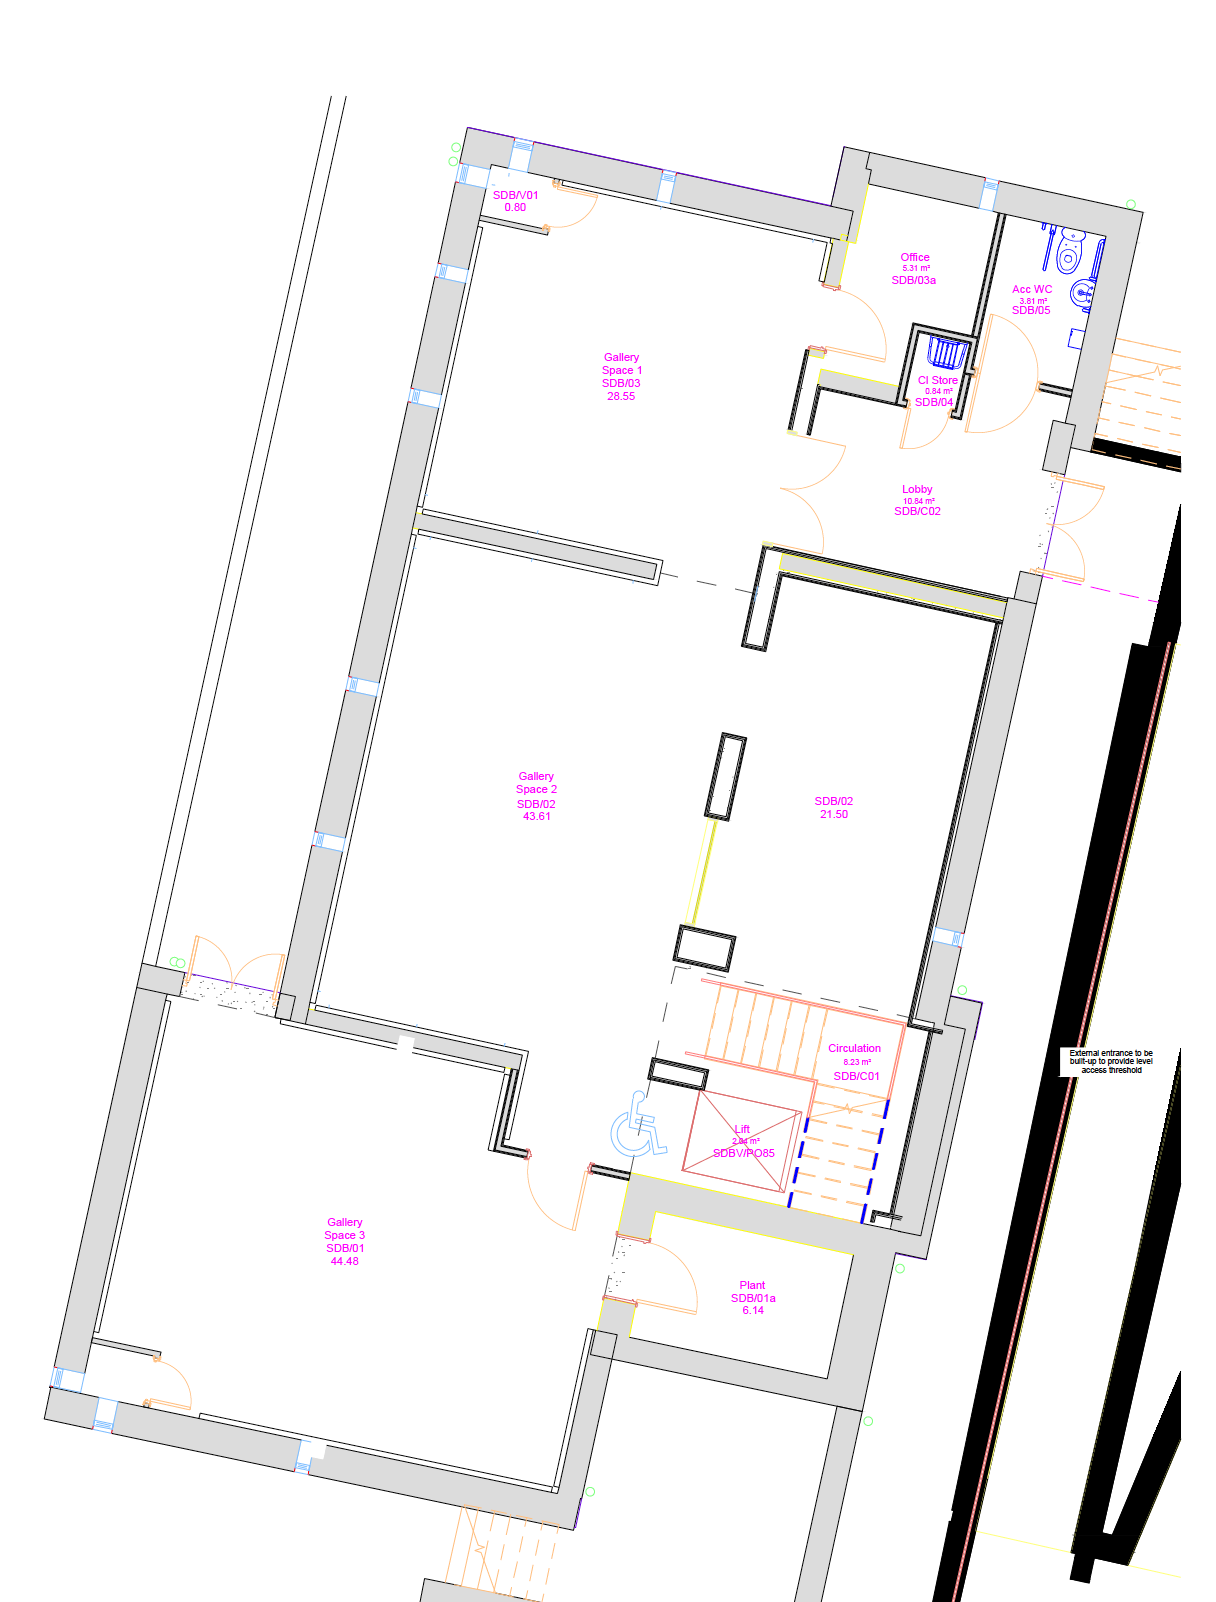 SDB/V01
0.80
Office
5.31 m²
SDB/03a
Acc WC
3.81 m²
SDB/05
Gallery
Space 1
SDB/03
28.55
Cl Store
0.84 m²
SDB/04
Lobby
10.64 m²
SDB/C02
Gallery
Space 2
SDB/02
43.61
SDB/02
21.50
Circulation
8.23 m²
SDB/C01
External entrance to be
built-up to provide level
access threshold
Lift
2.04 m²
SDBV/PO85
Gallery
Space 3
SDB/01
44.48
Plant
SDB/01a
6.14